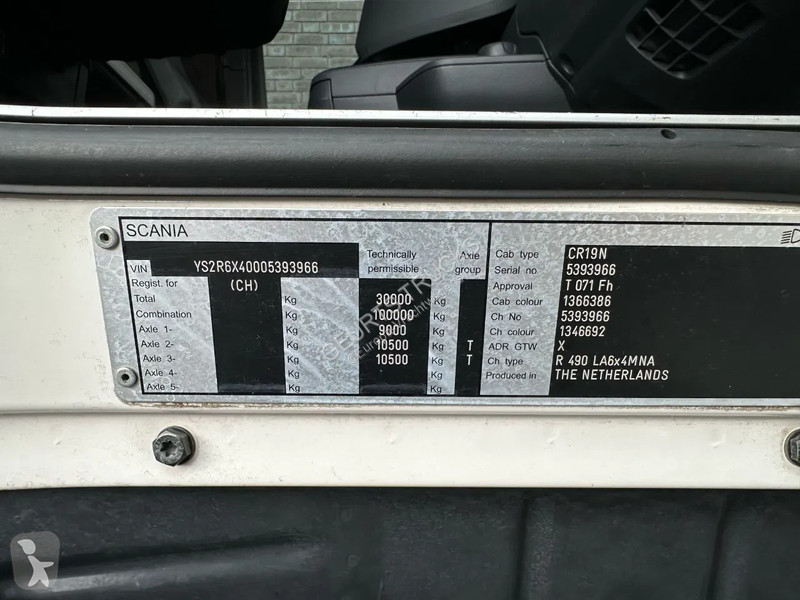 SCANIA
VIN YS2R6X40005393966
Technically permissible
Axie group
Regist. for (CH)
Total Kg 30000 Kg
Combination Kg 100000 Kg
Axle 1- Kg 9000 Kg
Axle 2- Kg 10500 Kg T
Axle 3- Kg 10500 Kg T
Axle 4- Kg Kg
Axle 5- Kg Kg
Cab type CR19N
Serial no 5393966
Approval T 071 Fh
Cab colour 1366386
Ch No 5393966
Ch colour 1346692
ADR GTW X
Ch type R 490 LA6x4MNA
Produced in THE NETHERLANDS